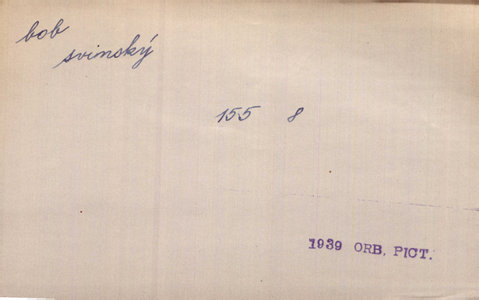 bob
svinský
155 8
1939 ORB. PICT.